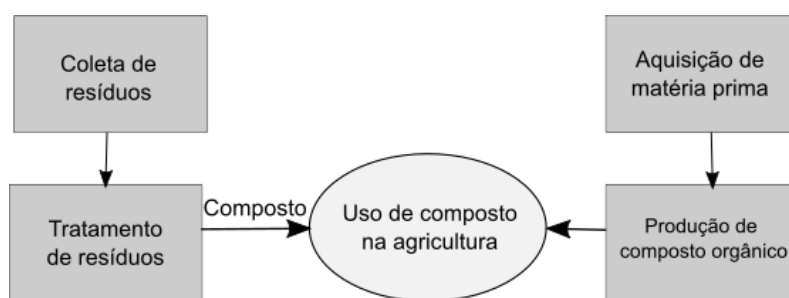 Coleta de
resíduos
Aquisição de
matéria prima
Tratamento
de resíduos
Composto
Uso de composto
na agricultura
Produção de
composto orgânico